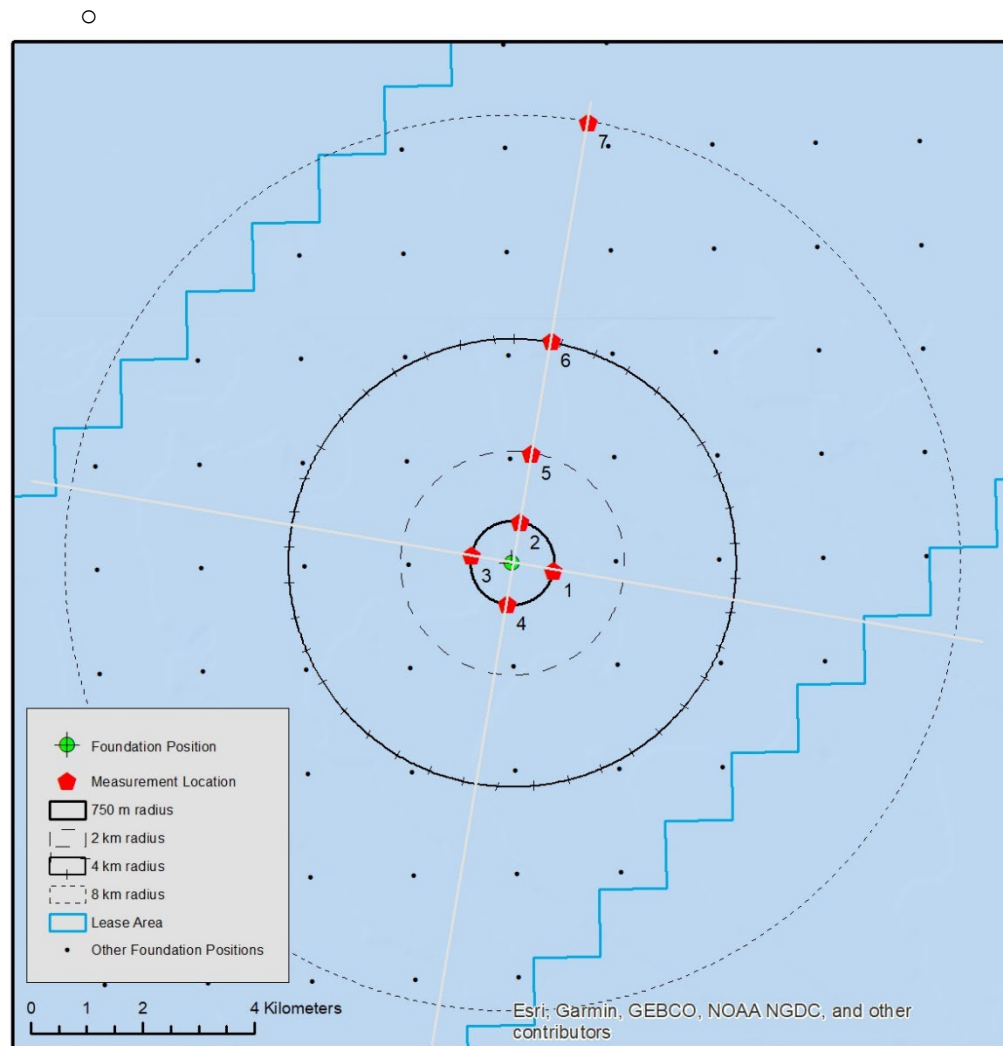 7
6
5
2
3
1
4
Foundation Position
Measurement Location
750 m radius
2 km radius
4 km radius
8 km radius
Lease Area
Other Foundation Positions
0 1 2 4 Kilometers
Esri, Garmin, GEBCO, NOAA NGDC, and other
contributors